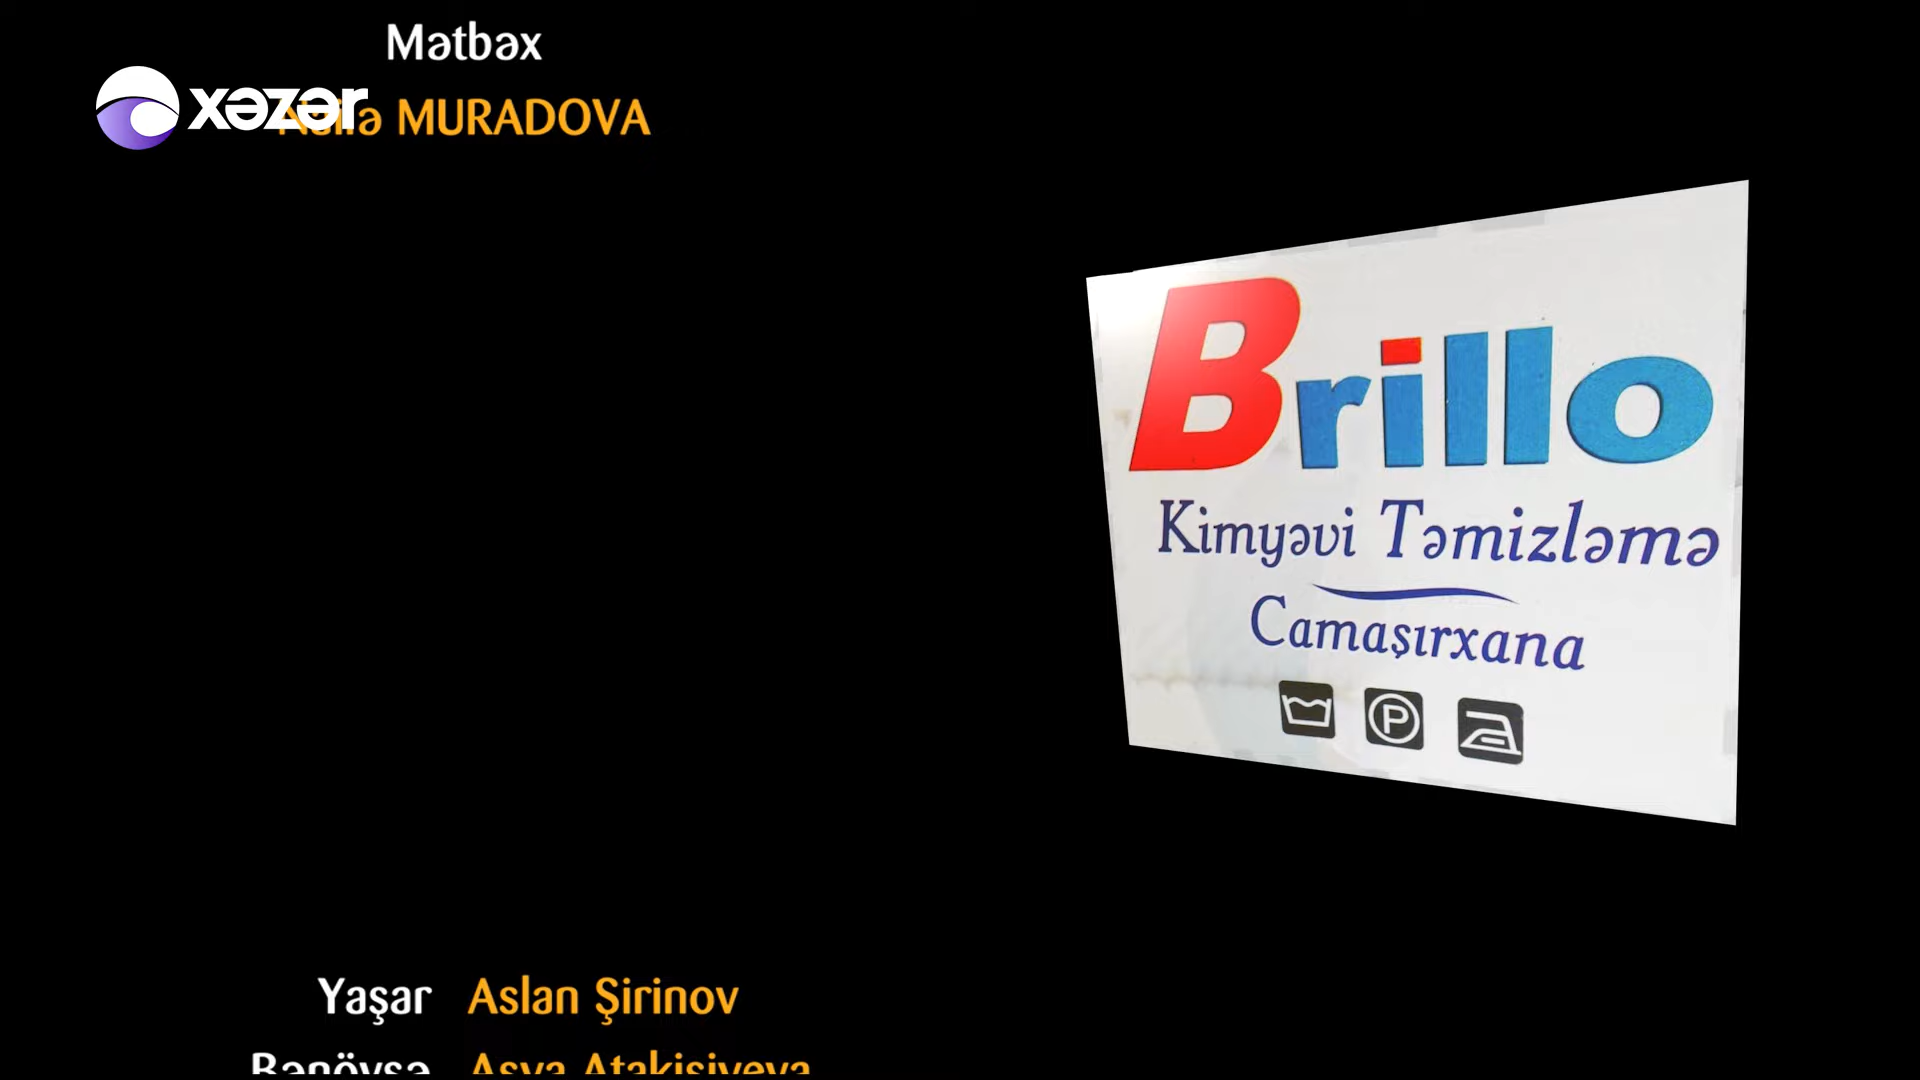 Mətbəx
xəzər
MURADOVA
Brillo
Kimyəvi Təmizləmə
Camaşırxana
P
Yaşar Aslan Şirinov